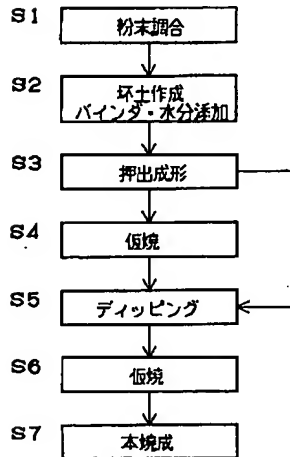 S1
粉末調合
S2
坏土作成
バインダ・水分添加
S3
押出成形
S4
仮焼
S5
ディッピング
S6
仮焼
S7
本焼成